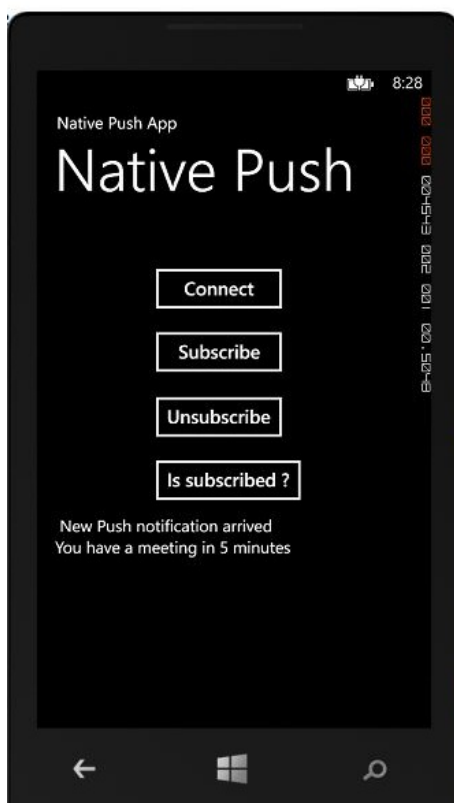 8:28
Native Push App
Native Push
Connect
Subscribe
Unsubscribe
Is subscribed ?
New Push notification arrived
You have a meeting in 5 minutes